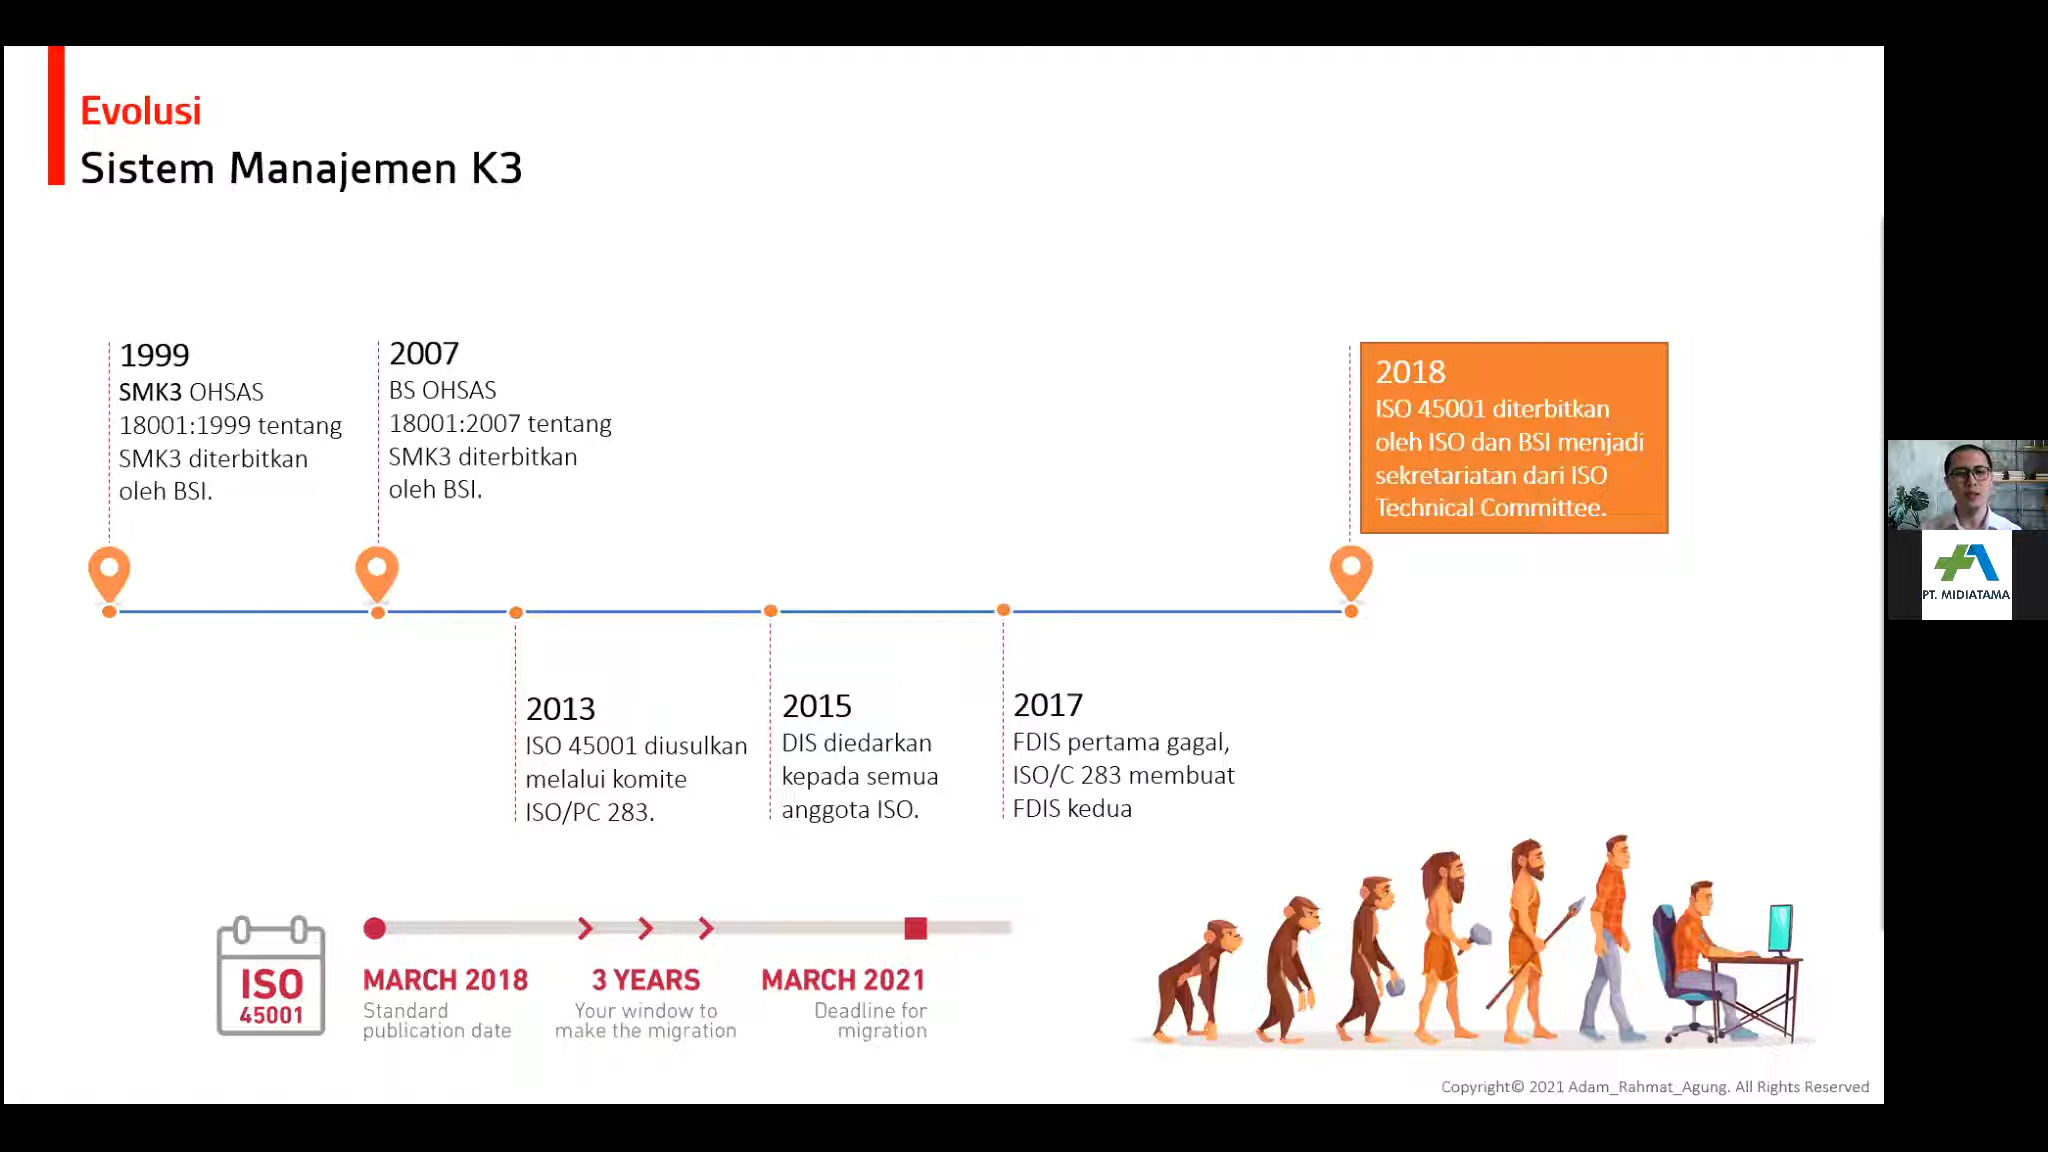 Evolusi
Sistem Manajemen K3
1999
SMK3 OHSAS
18001:1999 tentang
SMK3 diterbitkan
oleh BSI.
2007
BS OHSAS
18001:2007 tentang
SMK3 diterbitkan
oleh BSI.
2018
ISO 45001 diterbitkan
oleh ISO dan BSI menjadi
sekretariatan dari ISO
Technical Committee.
2013
ISO 45001 diusulkan
melalui komite
ISO/PC 283.
2015
DIS diedarkan
kepada semua
anggota ISO.
2017
FDIS pertama gagal,
ISO/C 283 membuat
FDIS kedua
ISO
45001
MARCH 2018
Standard
publication date
3 YEARS
Your window to
make the migration
MARCH 2021
Deadline for
migration
Copyright© 2021 Adam_Rahmat_Agung. All Rights Reserved
PT. MIDIATAMA